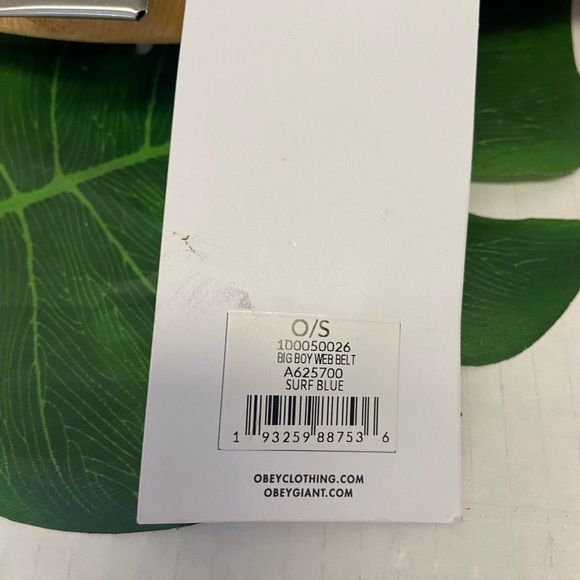 O/S
100050026
BIG BOY WEB BELT
A625700
SURF BLUE
1 93259 88753 6
OBEYCLOTHING.COM
OBEYGIANT.COM